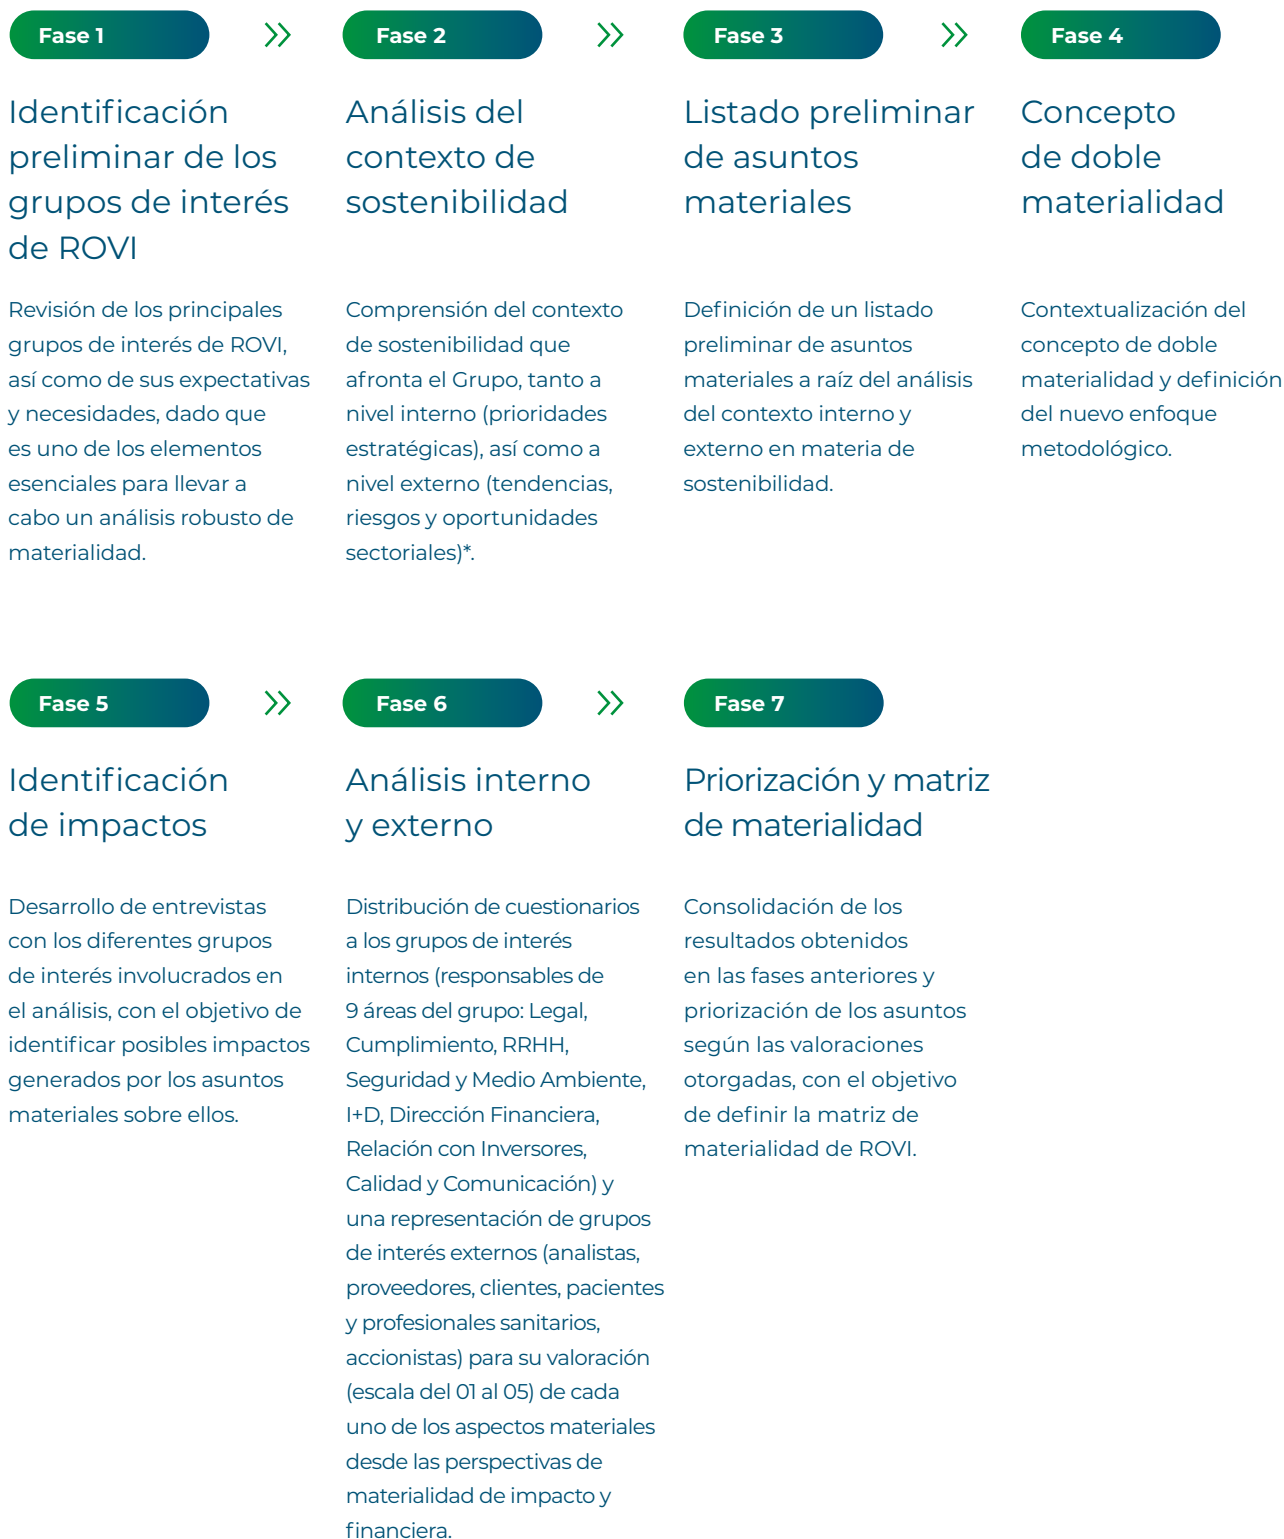 Fase 1
Identificación
preliminar de los
grupos de interés
de ROVI
Revisión de los principales
grupos de interés de ROVI,
así como de sus expectativas
y necesidades, dado que
es uno de los elementos
esenciales para llevar a
cabo un análisis robusto de
materialidad.
Fase 2
Análisis del
contexto de
sostenibilidad
Comprensión del contexto
de sostenibilidad que
afronta el Grupo, tanto a
nivel interno (prioridades
estratégicas), así como a
nivel externo (tendencias,
riesgos y oportunidades
sectoriales)*.
Fase 3
Listado preliminar
de asuntos
materiales
Definición de un listado
preliminar de asuntos
materiales a raíz del análisis
del contexto interno y
externo en materia de
sostenibilidad.
Fase 4
Concepto
de doble
materialidad
Contextualización del
concepto de doble
materialidad y definición
del nuevo enfoque
metodológico.
Fase 5
Identificación
de impactos
Desarrollo de entrevistas
con los diferentes grupos
de interés involucrados en
el análisis, con el objetivo de
identificar posibles impactos
generados por los asuntos
materiales sobre ellos.
Fase 6
Análisis interno
y externo
Distribución de cuestionarios
a los grupos de interés
internos (responsables de
9 áreas del grupo: Legal,
Cumplimiento, RRHH,
Seguridad y Medio Ambiente,
I+D, Dirección Financiera,
Relación con Inversores,
Calidad y Comunicación) y
una representación de grupos
de interés externos (analistas,
proveedores, clientes, pacientes
y profesionales sanitarios,
accionistas) para su valoración
(escala del 01 al 05) de cada
uno de los aspectos materiales
desde las perspectivas de
materialidad de impacto y
financiera.
Fase 7
Priorización y matriz
de materialidad
Consolidación de los
resultados obtenidos
en las fases anteriores y
priorización de los asuntos
según las valoraciones
otorgadas, con el objetivo
de definir la matriz de
materialidad de ROVI.